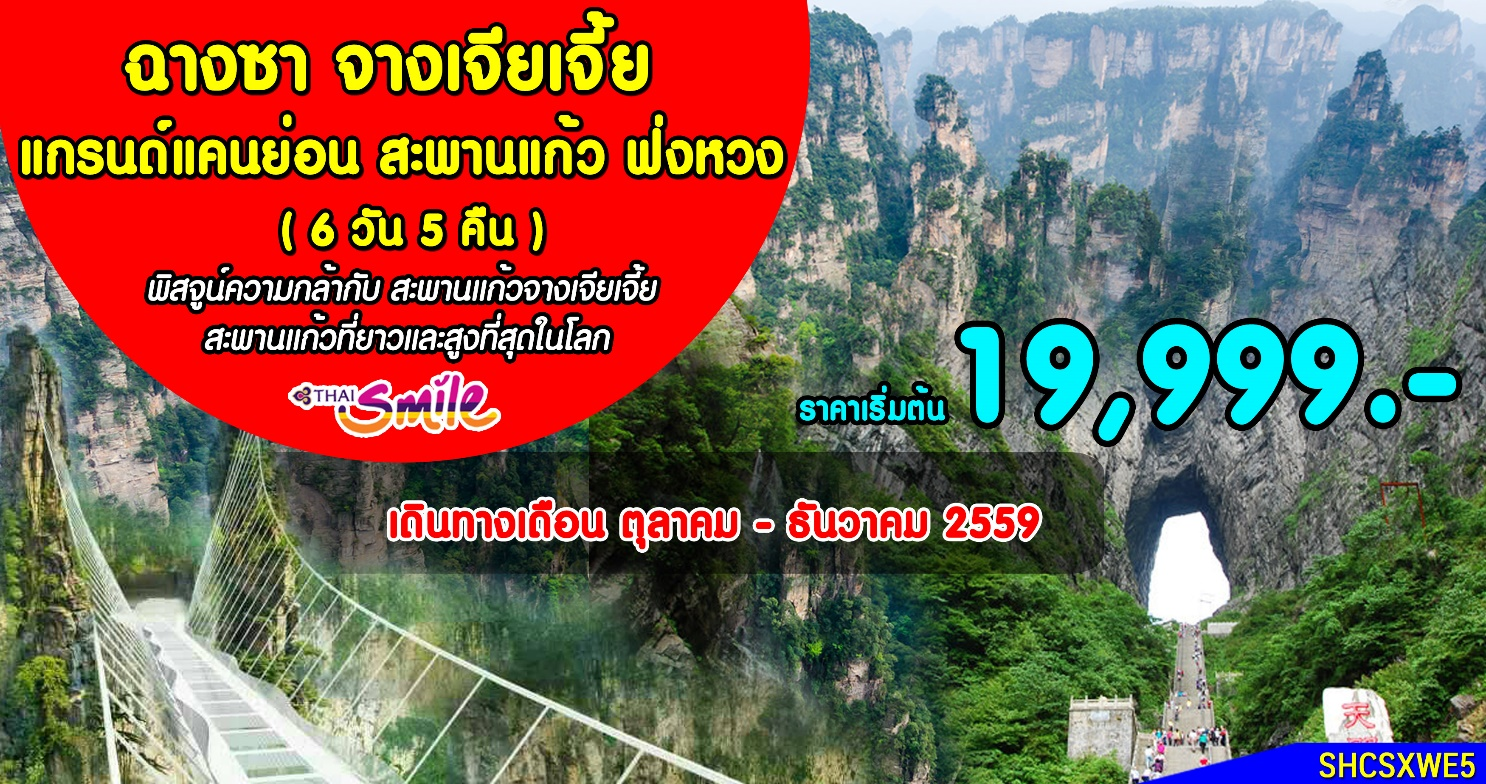 ฉางซา จางเจียเจี้ย
แกรนด์แคนย่อน สะพานแก้ว ฟ่งหวง
( 6 วัน 5 คืน )
พิสจูน์ความกล้ากับ สะพานแก้วจางเจียเจี้ย
สะพานแก้วที่ยาวและสูงที่สุดในโลก
THAI Smile
ราคาเริ่มต้น 19,999.-
เดินทางเดือน ตุลาคม - ธันวาคม 2559
天
SHCSXWE5